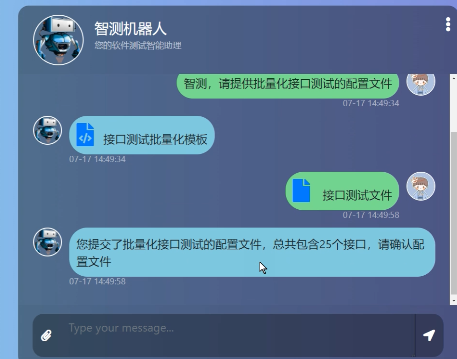 智测机器人
您的软件测试智能助理
智测，请提供批量化接口测试的配置文件
07-17 14:49:34
接口测试批量化模板
07-17 14:49:34
接口测试文件
07-17 14:49:58
您提交了批量化接口测试的配置文件，总共包含25个接口，请确认配
置文件
07-17 14:49:58
Type your message...